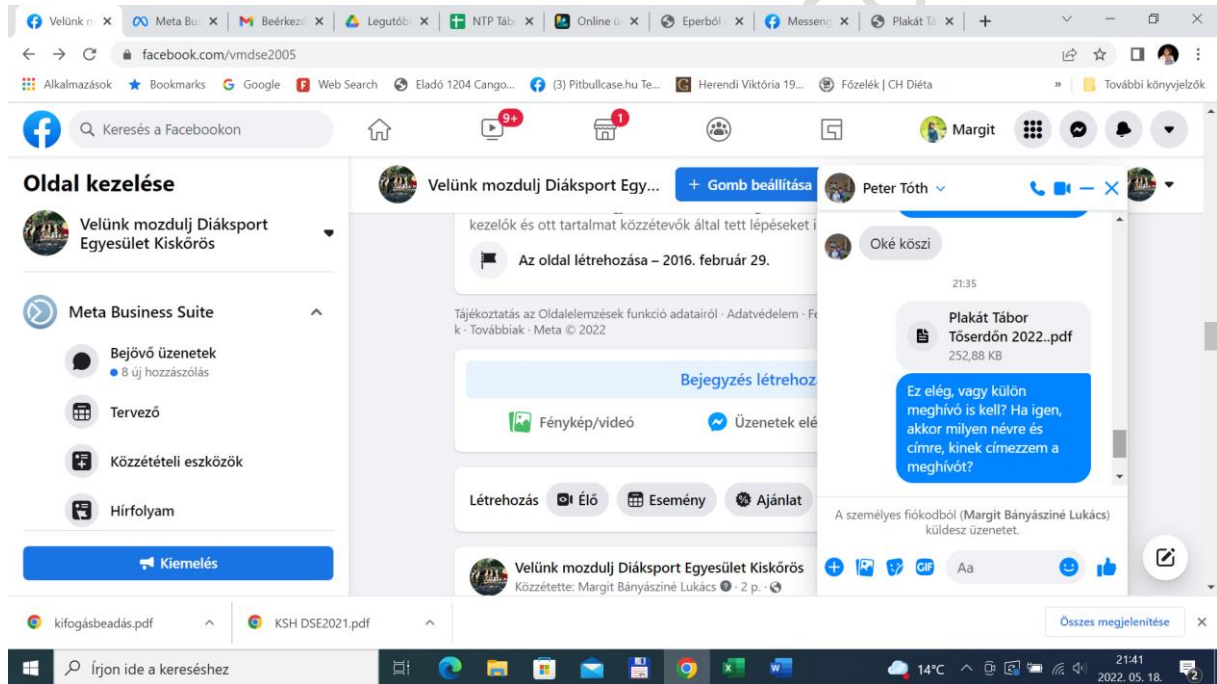 Velünk m
Meta Bus
Beérkező
Legutóbb
NTP Táb
Online ü
Eperből
Messeng
Plakát Tá
facebook.com/vmdse2005
Alkalmazások
Bookmarks
Google
Web Search
Eladó 1204 Cango...
(3) Pitbullcase.hu Te...
Herendi Viktória 19...
Főzelék | CH Diéta
»
További könyvjelzők
Keresés a Facebookon
9+
1
Margit
Oldal kezelése
Velünk mozdulj Diáksport
Egyesület Kiskőrös
Meta Business Suite
Bejövő üzenetek
8 új hozzászólás
Tervező
Közzétételi eszközök
Hírfolyam
Kiemelés
Velünk mozdulj Diáksport Egy...
+ Gomb beállítása
kezelők és ott tartalmat közzétevők által tett lépéseket i
Az oldal létrehozása – 2016. február 29.
Tájékoztatás az Oldalelemzések funkció adatairól · Adatvédelem · Fe
k · Továbbiak · Meta © 2022
Bejegyzés létrehoz
Fénykép/videó
Üzenetek elé
Létrehozás
Élő
Esemény
Ajánlat
Velünk mozdulj Diáksport Egyesület Kiskőrös
Közzétette: Margit Bányásziné Lukács · 2 p. ·
Peter Tóth
Oké köszi
21:35
Plakát Tábor
Tőserdőn 2022..pdf
252,88 KB
Ez elég, vagy külön
meghívó is kell? Ha igen,
akkor milyen névre és
címre, kinek címezzem a
meghívót?
A személyes fiókodból (Margit Bányásziné Lukács)
küldesz üzenetet.
GIF
Aa
kifogásbeadás.pdf
KSH DSE2021.pdf
Összes megjelenítése
Írjon ide a kereséshez
14°C
21:41
2022. 05. 18.
2